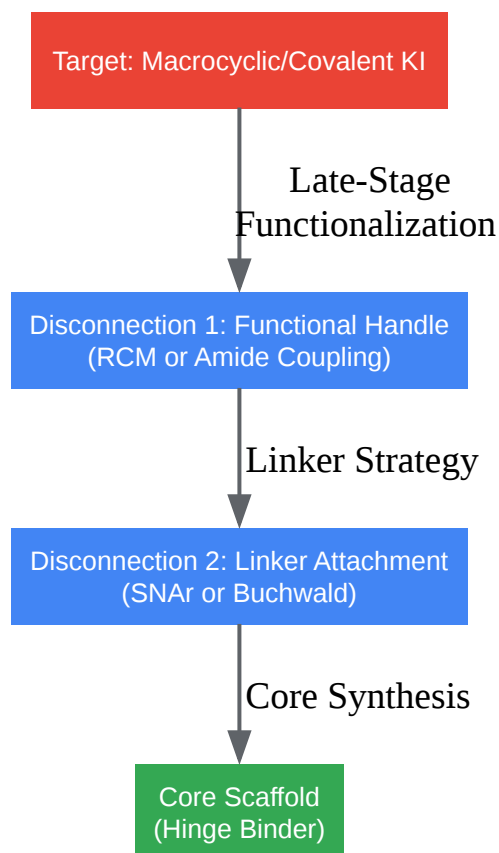 Target: Macrocyclic/Covalent KI
Late-Stage
Functionalization
Disconnection 1: Functional Handle
(RCM or Amide Coupling)
Linker Strategy
Disconnection 2: Linker Attachment
(SNAr or Buchwald)
Core Synthesis
Core Scaffold
(Hinge Binder)